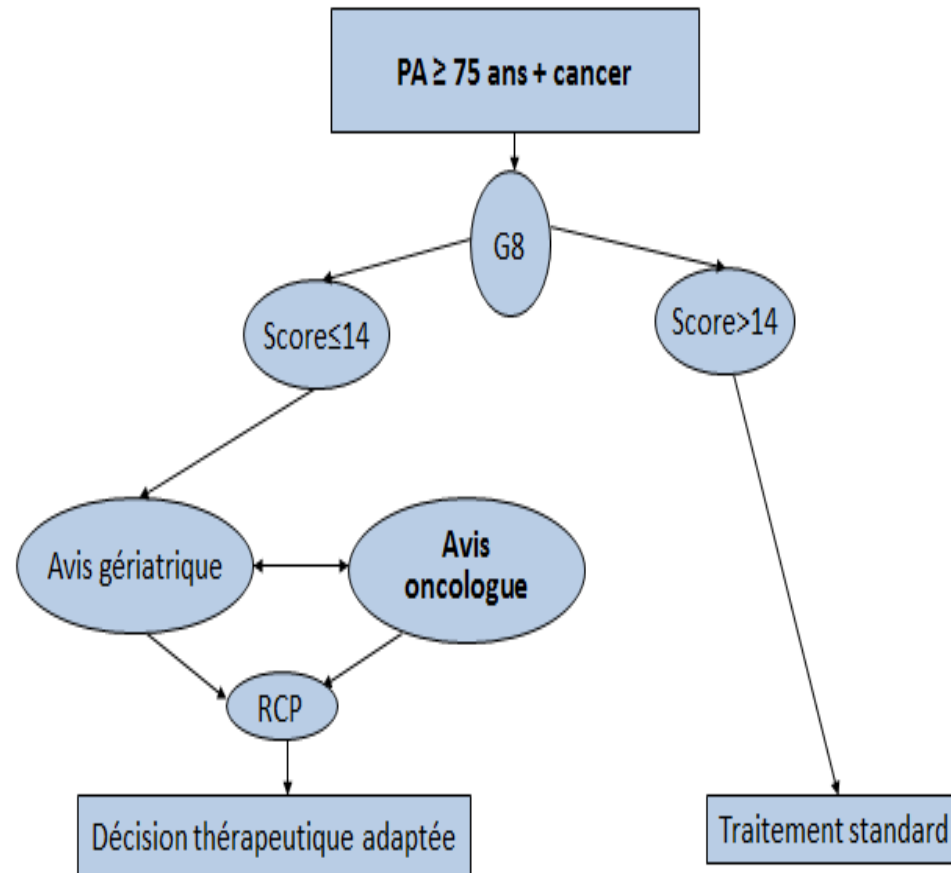 PA ≥ 75 ans + cancer
G8
Score≤14
Score>14
Avis gériatrique
Avis
oncologue
RCP
Décision thérapeutique adaptée
Traitement standard